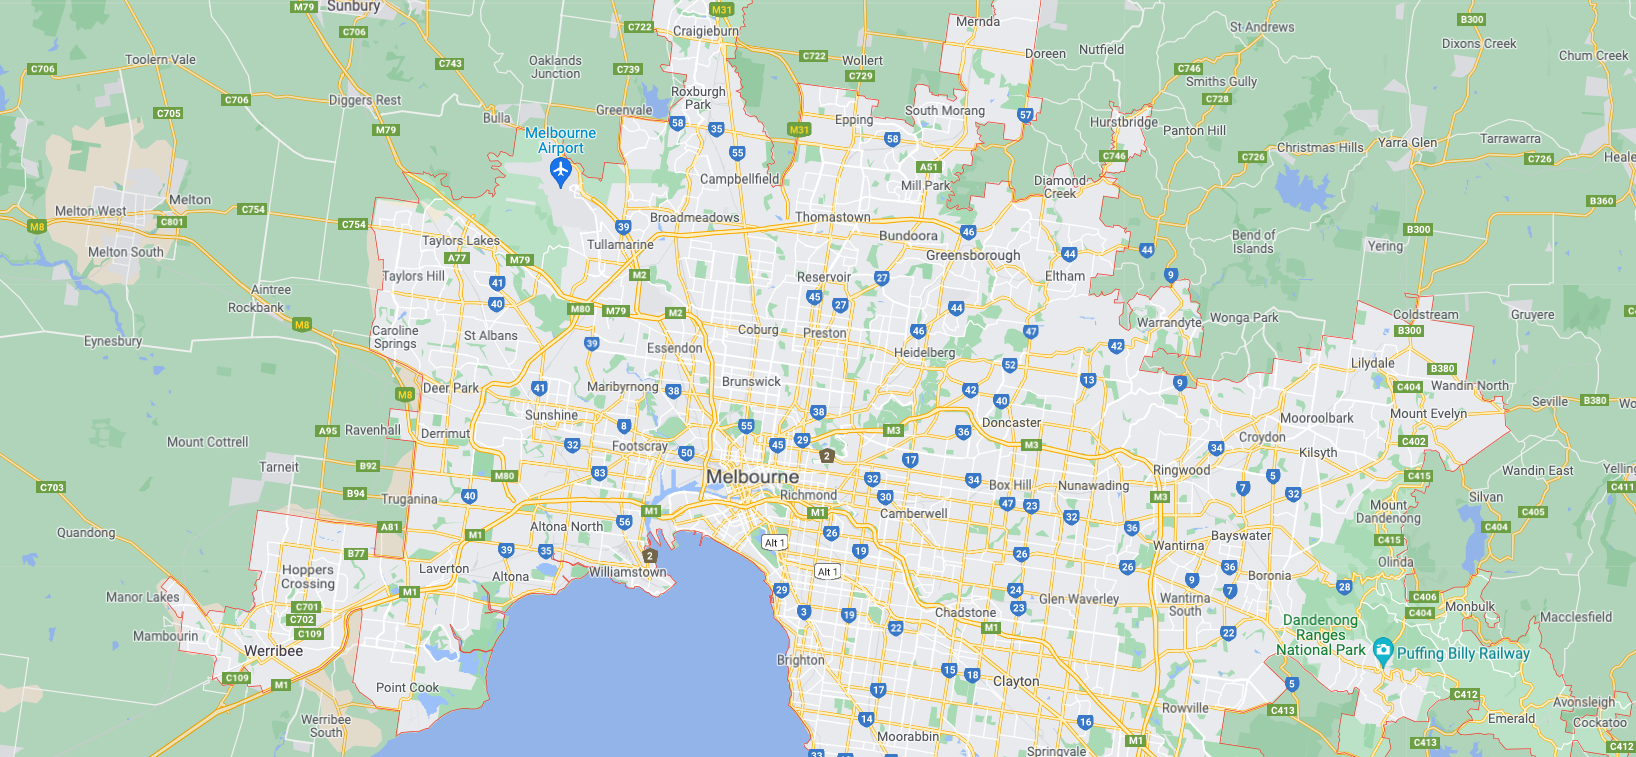 M79
Sunbury
M31
Mernda
B300
St Andrews
C706
C722
Craigieburn
Dixons Creek
Nutfield
Doreen
Chum Creek
Toolern Vale
C743
Oaklands
Junction
C739
C722
Wollert
C729
C746
Smiths Gully
C706
C706
Diggers Rest
Roxburgh
Park
C728
C705
Greenvale
South Morang
57
Bulla
58
35
M31
Epping
Hurstbridge
Panton Hill
M79
Melbourne
Airport
58
Tarrawarra
Yarra Glen
Christmas Hills
55
C746
C726
C726
Heale
A51
Campbellfield
Mill Park
Diamond
Creek
Melton
Melton West
C754
B360
C801
M8
C754
Broadmeadows
Thomastown
39
46
Bundoora
B300
Taylors Lakes
Tullamarine
Bend of
Islands
Yering
Melton South
A77
M79
Greensborough
44
44
Taylors Hill
M2
Reservoir
27
Eltham
9
41
Aintree
45
Rockbank
40
27
44
M80
M79
M2
Coldstream
Gruyere
M8
Warrandyte
Wonga Park
Caroline
Springs
St Albans
Coburg
Preston
46
47
B300
Eynesbury
39
Essendon
Heidelberg
42
52
Lilydale
B380
Deer Park
41
Maribyrnong
38
Brunswick
42
13
9
C404
Wandin North
M8
40
Seville
B380
Wo
Sunshine
38
Mooroolbark
Mount Evelyn
A95
Ravenhall
Derrimut
8
55
M3
36
Doncaster
Mount Cottrell
32
Footscray
50
45
29
2
M3
34
Croydon
C402
Kilsyth
Tarneit
B92
83
17
Ringwood
Wandin East
Yelling
M80
Melbourne
32
34
Box Hill
Nunawading
7
5
C415
C703
B94
Truganina
40
Richmond
30
47
23
M3
32
Silvan
C411
M1
M1
Camberwell
32
Mount
Dandenong
C405
Quandong
A81
M1
Altona North
56
26
36
Bayswater
C404
C415
B77
39
35
2
Alt 1
19
26
Wantirna
Olinda
Hoppers
Crossing
Laverton
Altona
Williamstown
Alt 1
26
9
36
Boronia
28
Manor Lakes
M1
29
24
Glen Waverley
Wantirna
South
7
C406
C701
C702
3
19
Chadstone
23
C404
Monbulk
Macclesfield
C109
22
M1
22
Dandenong
Ranges
National Park
Mambourin
Werribee
Brighton
Puffing Billy Railway
C109
M1
15
18
Clayton
5
Point Cook
17
C412
Avonsleigh
Rowville
C413
Werribee
South
14
16
Emerald
Cockatoo
Moorabbin
M1
C413
C412
Springvale
33